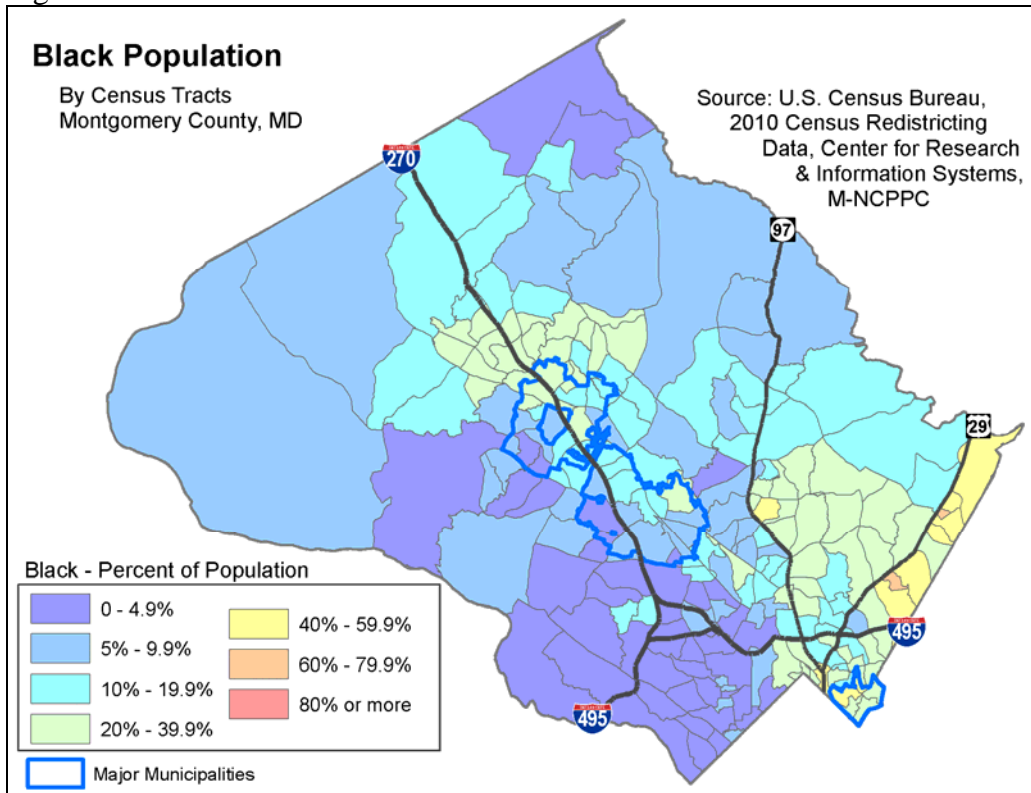 Black Population
By Census Tracts
Montgomery County, MD
Source: U.S. Census Bureau,
2010 Census Redistricting
Data, Center for Research
& Information Systems,
M-NCPPC
270
97
29
495
495
Black - Percent of Population
0 - 4.9%
5% - 9.9%
10% - 19.9%
20% - 39.9%
40% - 59.9%
60% - 79.9%
80% or more
Major Municipalities